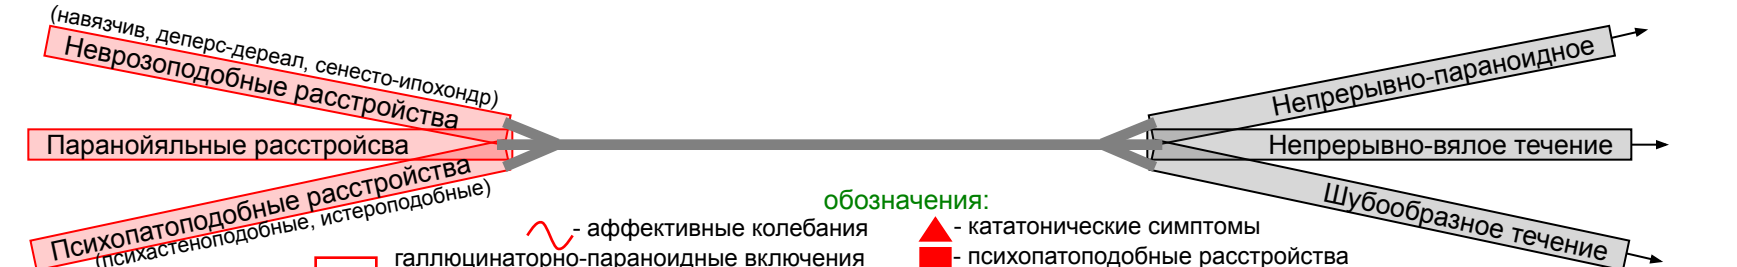 (навязчив, деперс-дереал, сенесто-ипохондр)
Неврозоподобные расстройства
Паранойяльные расстройсва
Психопатоподобные расстройства
(психастеноподобные, истероподобные)
Непрерывно-параноидное
Непрерывно-вялое течение
Шубообразное течение
обозначения:
- аффективные колебания
галлюцинаторно-параноидные включения
- кататонические симптомы
- психопатоподобные расстройства